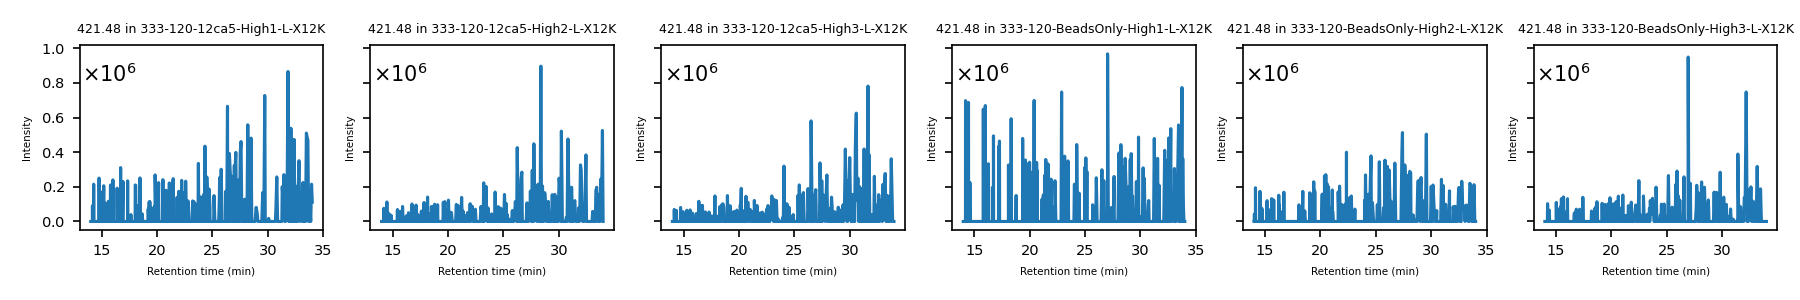 421.48 in 333-120-12ca5-High1-L-X12K
421.48 in 333-120-12ca5-High2-L-X12K
421.48 in 333-120-12ca5-High3-L-X12K
421.48 in 333-120-BeadsOnly-High1-L-X12K
421.48 in 333-120-BeadsOnly-High2-L-X12K
421.48 in 333-120-BeadsOnly-High3-L-X12K
1.0
0.8
0.6
0.4
0.2
0.0
×10⁶
×10⁶
×10⁶
×10⁶
×10⁶
×10⁶
Intensity
Intensity
Intensity
Intensity
Intensity
Intensity
15 20 25 30 35
15 20 25 30
15 20 25 30
15 20 25 30 35
15 20 25 30 35
15 20 25 30
Retention time (min)
Retention time (min)
Retention time (min)
Retention time (min)
Retention time (min)
Retention time (min)